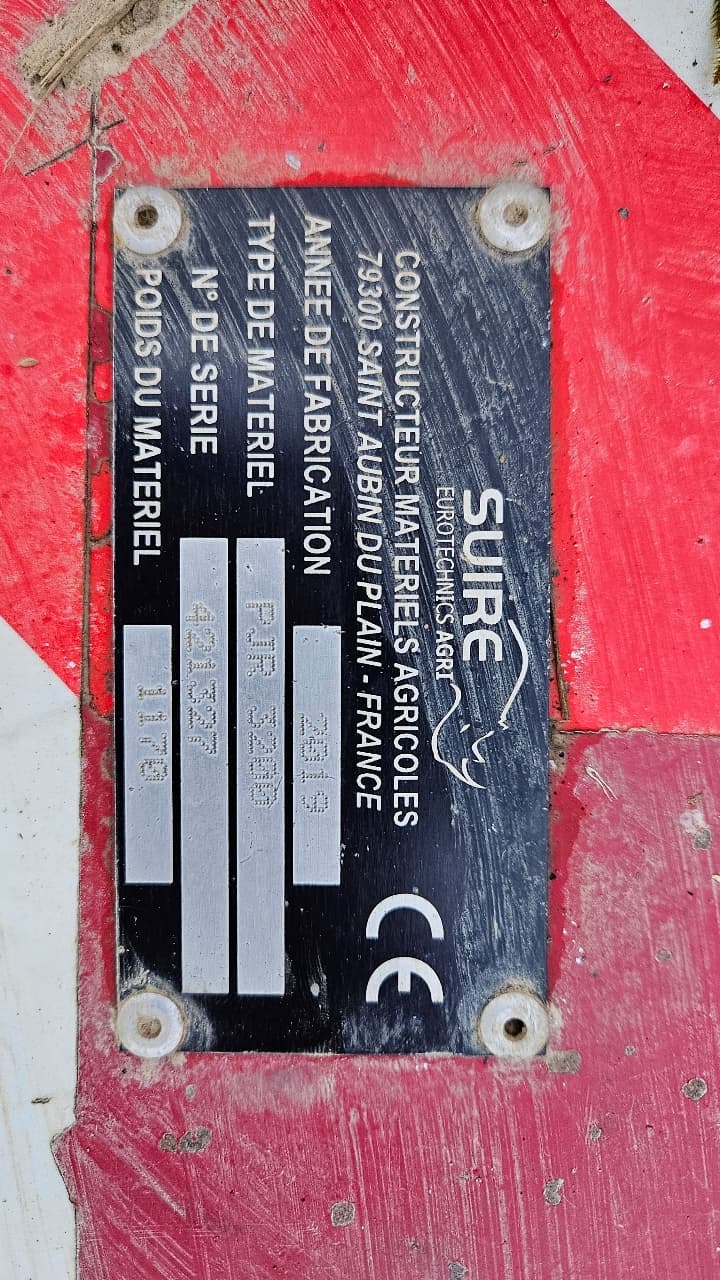 SUIRE
EUROTECHNICS AGRI
CONSTRUCTEUR MATERIELS AGRICOLES
79300 SAINT AUBIN DU PLAIN - FRANCE
CE
ANNEE DE FABRICATION 2019
TYPE DE MATERIEL PJR 3200
N° DE SERIE 421327
POIDS DU MATERIEL 1170